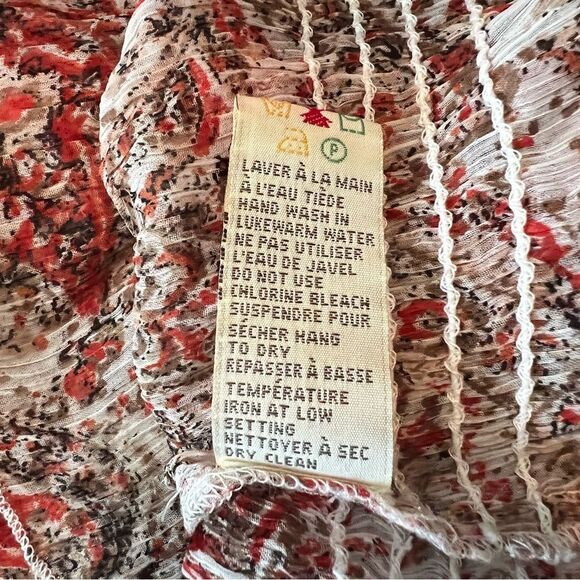 P
LAVER À LA MAIN
À L'EAU TIÈDE
HAND WASH IN
LUKEWARM WATER
NE PAS UTILISER
L'EAU DE JAVEL
DO NOT USE
CHLORINE BLEACH
SUSPENDRE POUR
SÉCHER HANG
TO DRY
REPASSER À BASSE
TEMPÉRATURE
IRON AT LOW
SETTING
NETTOYER À SEC
DRY CLEAN